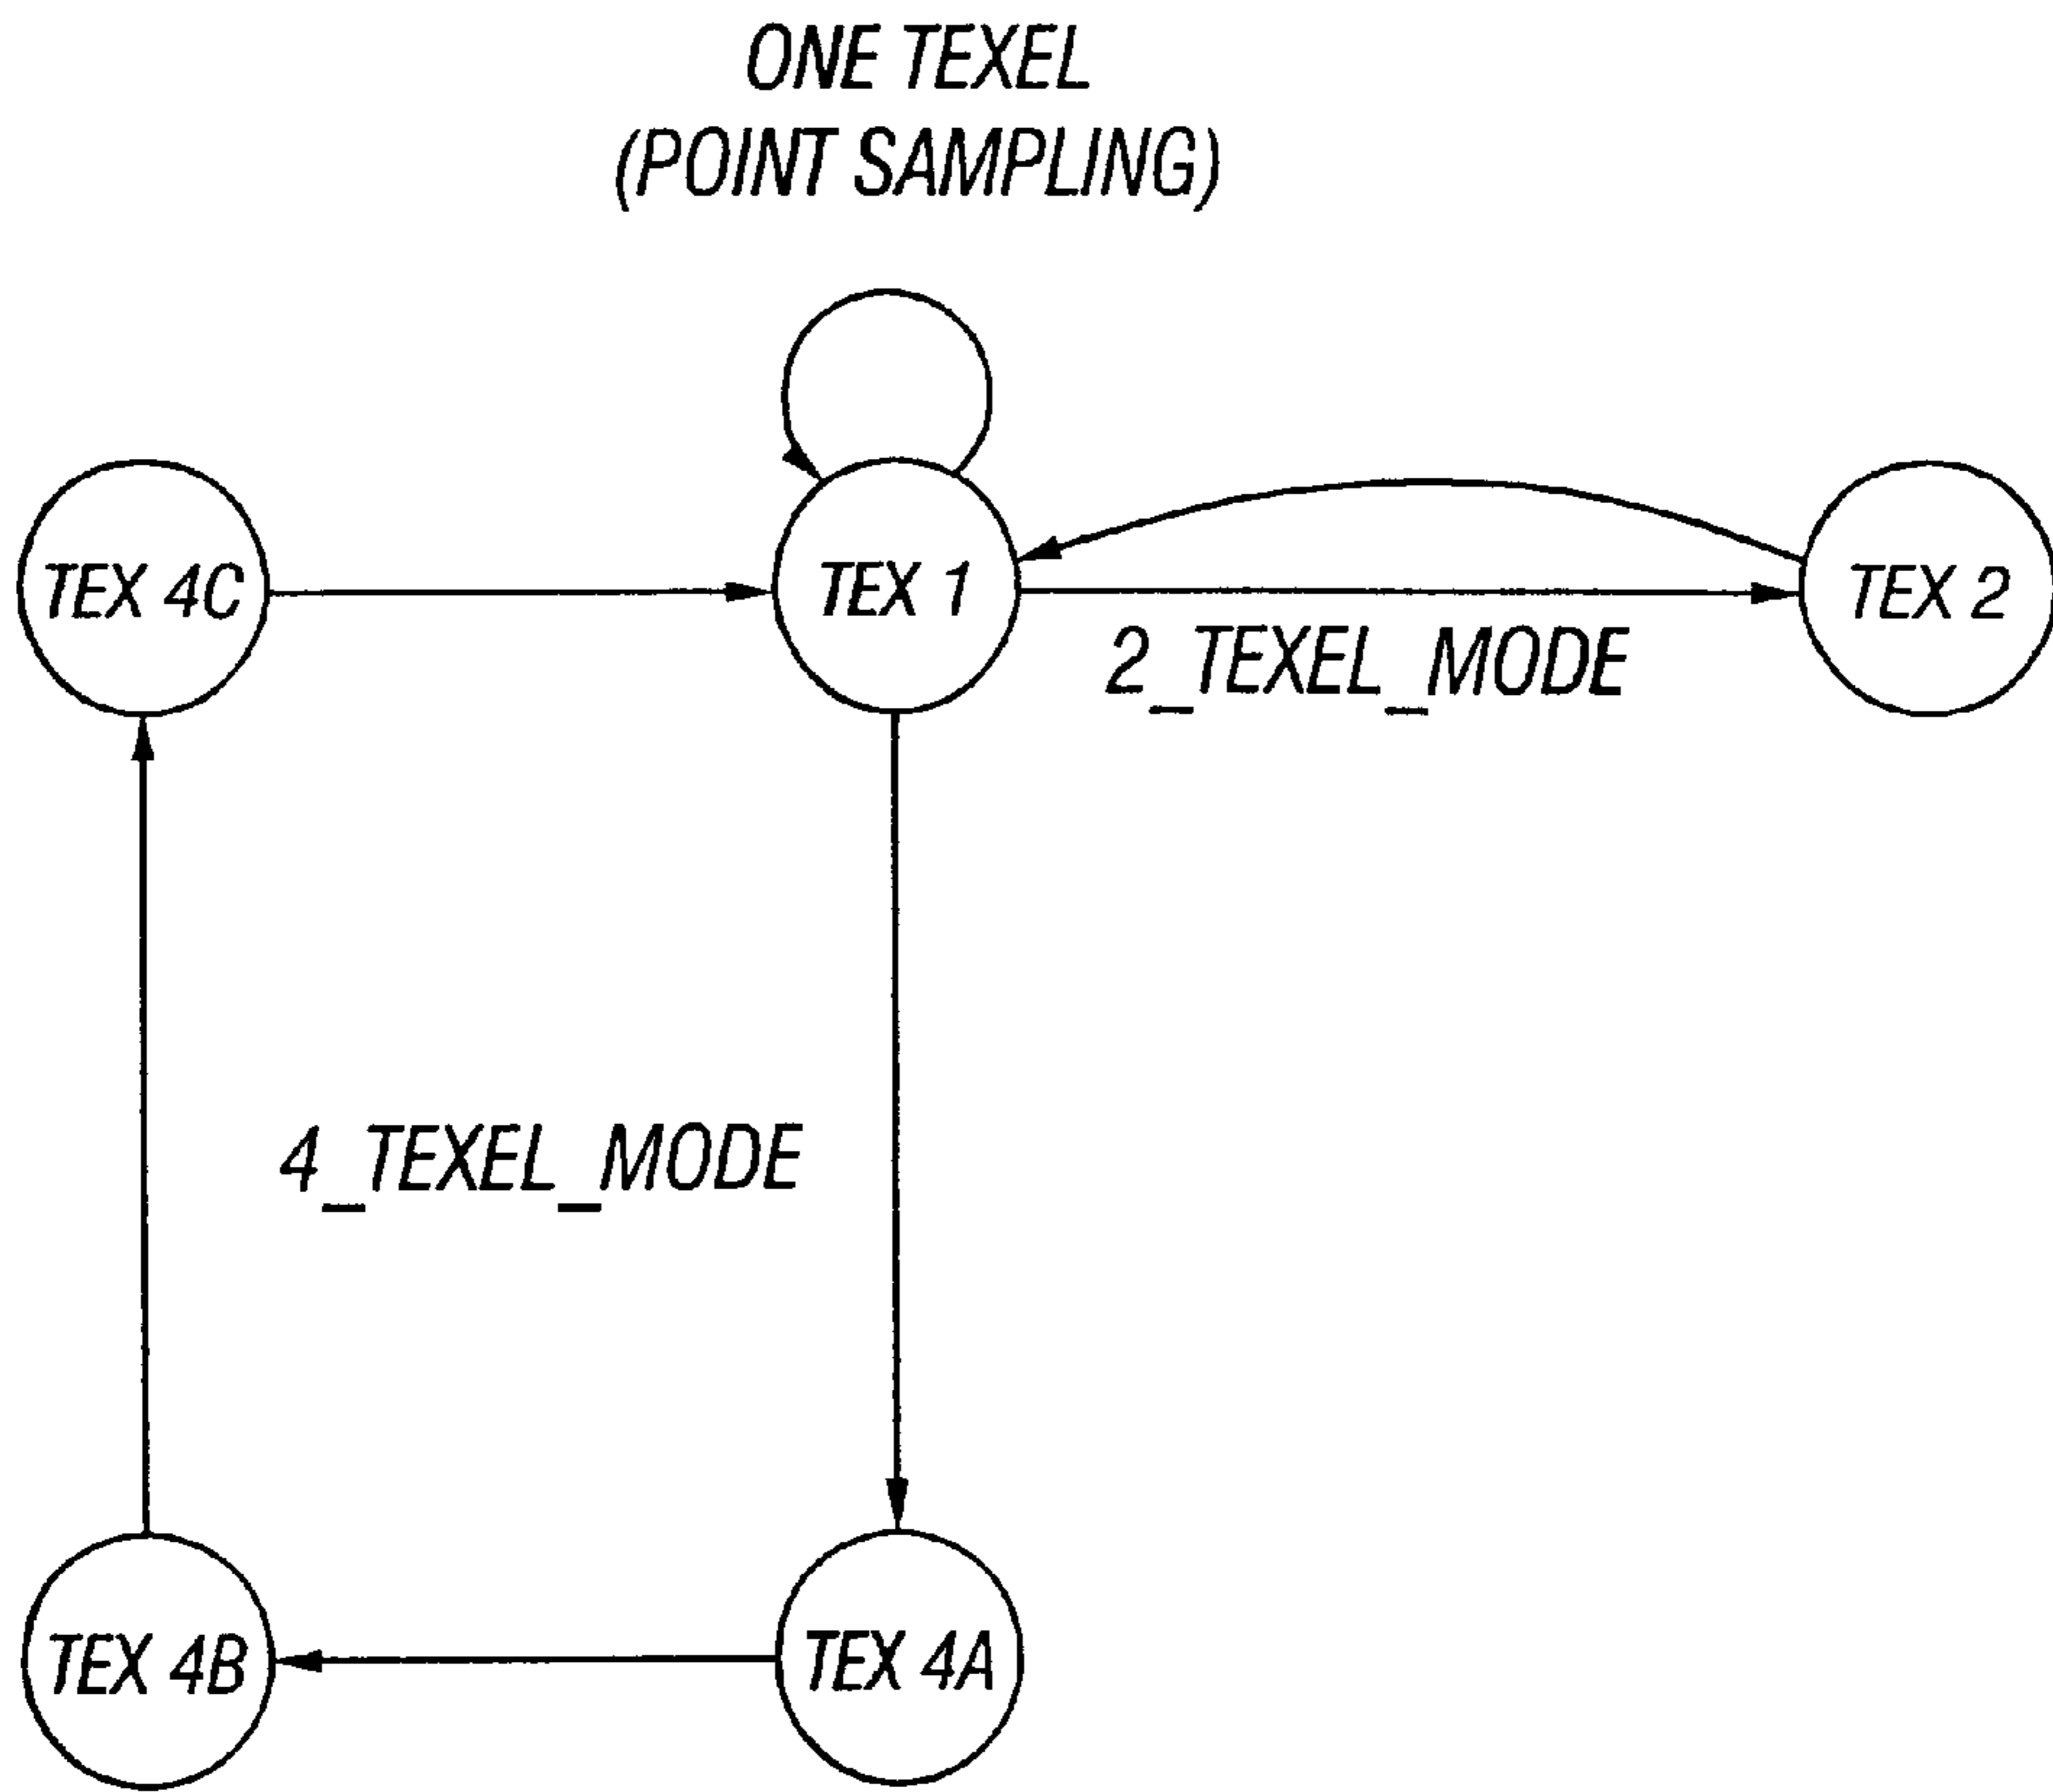 ONE TEXEL
(POINT SAMPLING)
TEX 4C
TEX 1
TEX 2
2_TEXEL_MODE
4_TEXEL_MODE
TEX 4B
TEX 4A